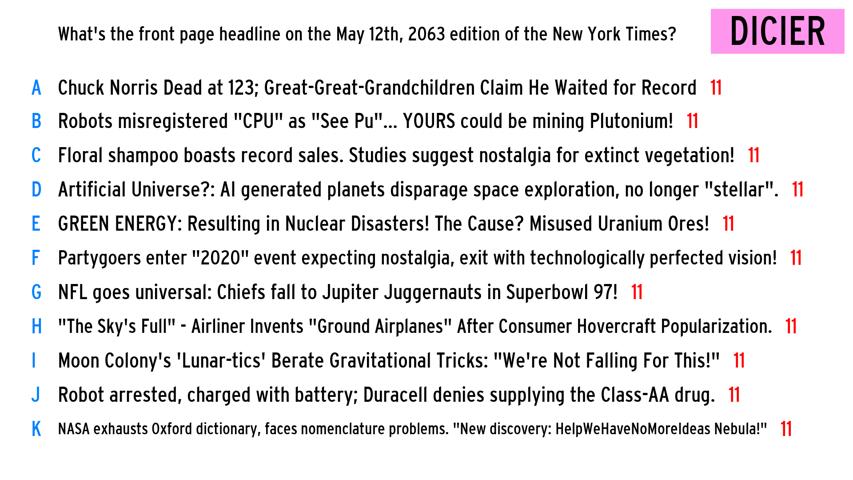 What's the front page headline on the May 12th, 2063 edition of the New York Times?
DICIER
A Chuck Norris Dead at 123; Great-Great-Grandchildren Claim He Waited for Record 11
B Robots misregistered "CPU" as "See Pu"... YOURS could be mining Plutonium! 11
C Floral shampoo boasts record sales. Studies suggest nostalgia for extinct vegetation! 11
D Artificial Universe?: AI generated planets disparage space exploration, no longer "stellar". 11
E GREEN ENERGY: Resulting in Nuclear Disasters! The Cause? Misused Uranium Ores! 11
F Partygoers enter "2020" event expecting nostalgia, exit with technologically perfected vision! 11
G NFL goes universal: Chiefs fall to Jupiter Juggernauts in Superbowl 97! 11
H "The Sky's Full" - Airliner Invents "Ground Airplanes" After Consumer Hovercraft Popularization. 11
I Moon Colony's 'Lunar-tics' Berate Gravitational Tricks: "We're Not Falling For This!" 11
J Robot arrested, charged with battery; Duracell denies supplying the Class-AA drug. 11
K NASA exhausts Oxford dictionary, faces nomenclature problems. "New discovery: HelpWeHaveNoMoreIdeas Nebula!" 11